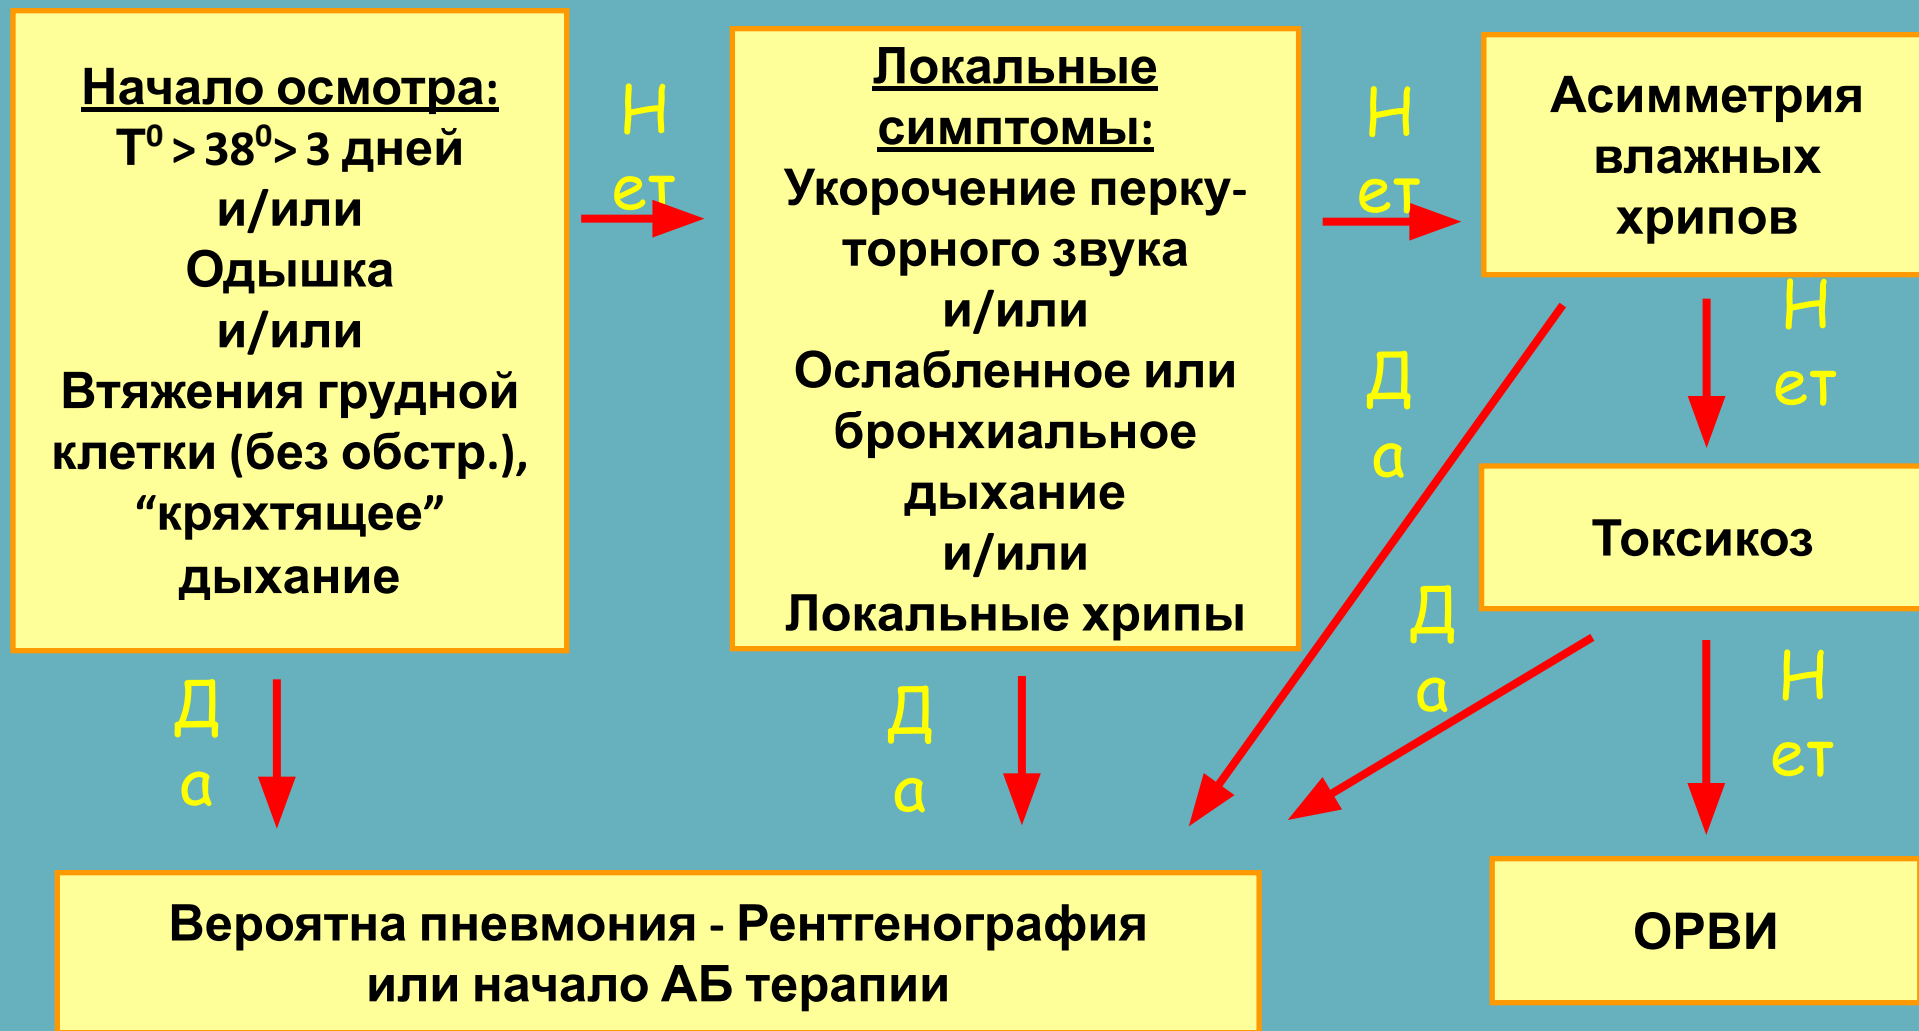 Начало осмотра:
Т⁰ > 38⁰> 3 дней
и/или
Одышка
и/или
Втяжения грудной
клетки (без обстр.),
“кряхтящее”
дыхание
Н
ет
Локальные
симптомы:
Укорочение перку-
торного звука
и/или
Ослабленное или
бронхиальное
дыхание
и/или
Локальные хрипы
Н
ет
Асимметрия
влажных
хрипов
Н
ет
Д
а
Токсикоз
Д
а
Н
ет
Д
а
Д
а
Вероятна пневмония - Рентгенография
или начало АБ терапии
ОРВИ